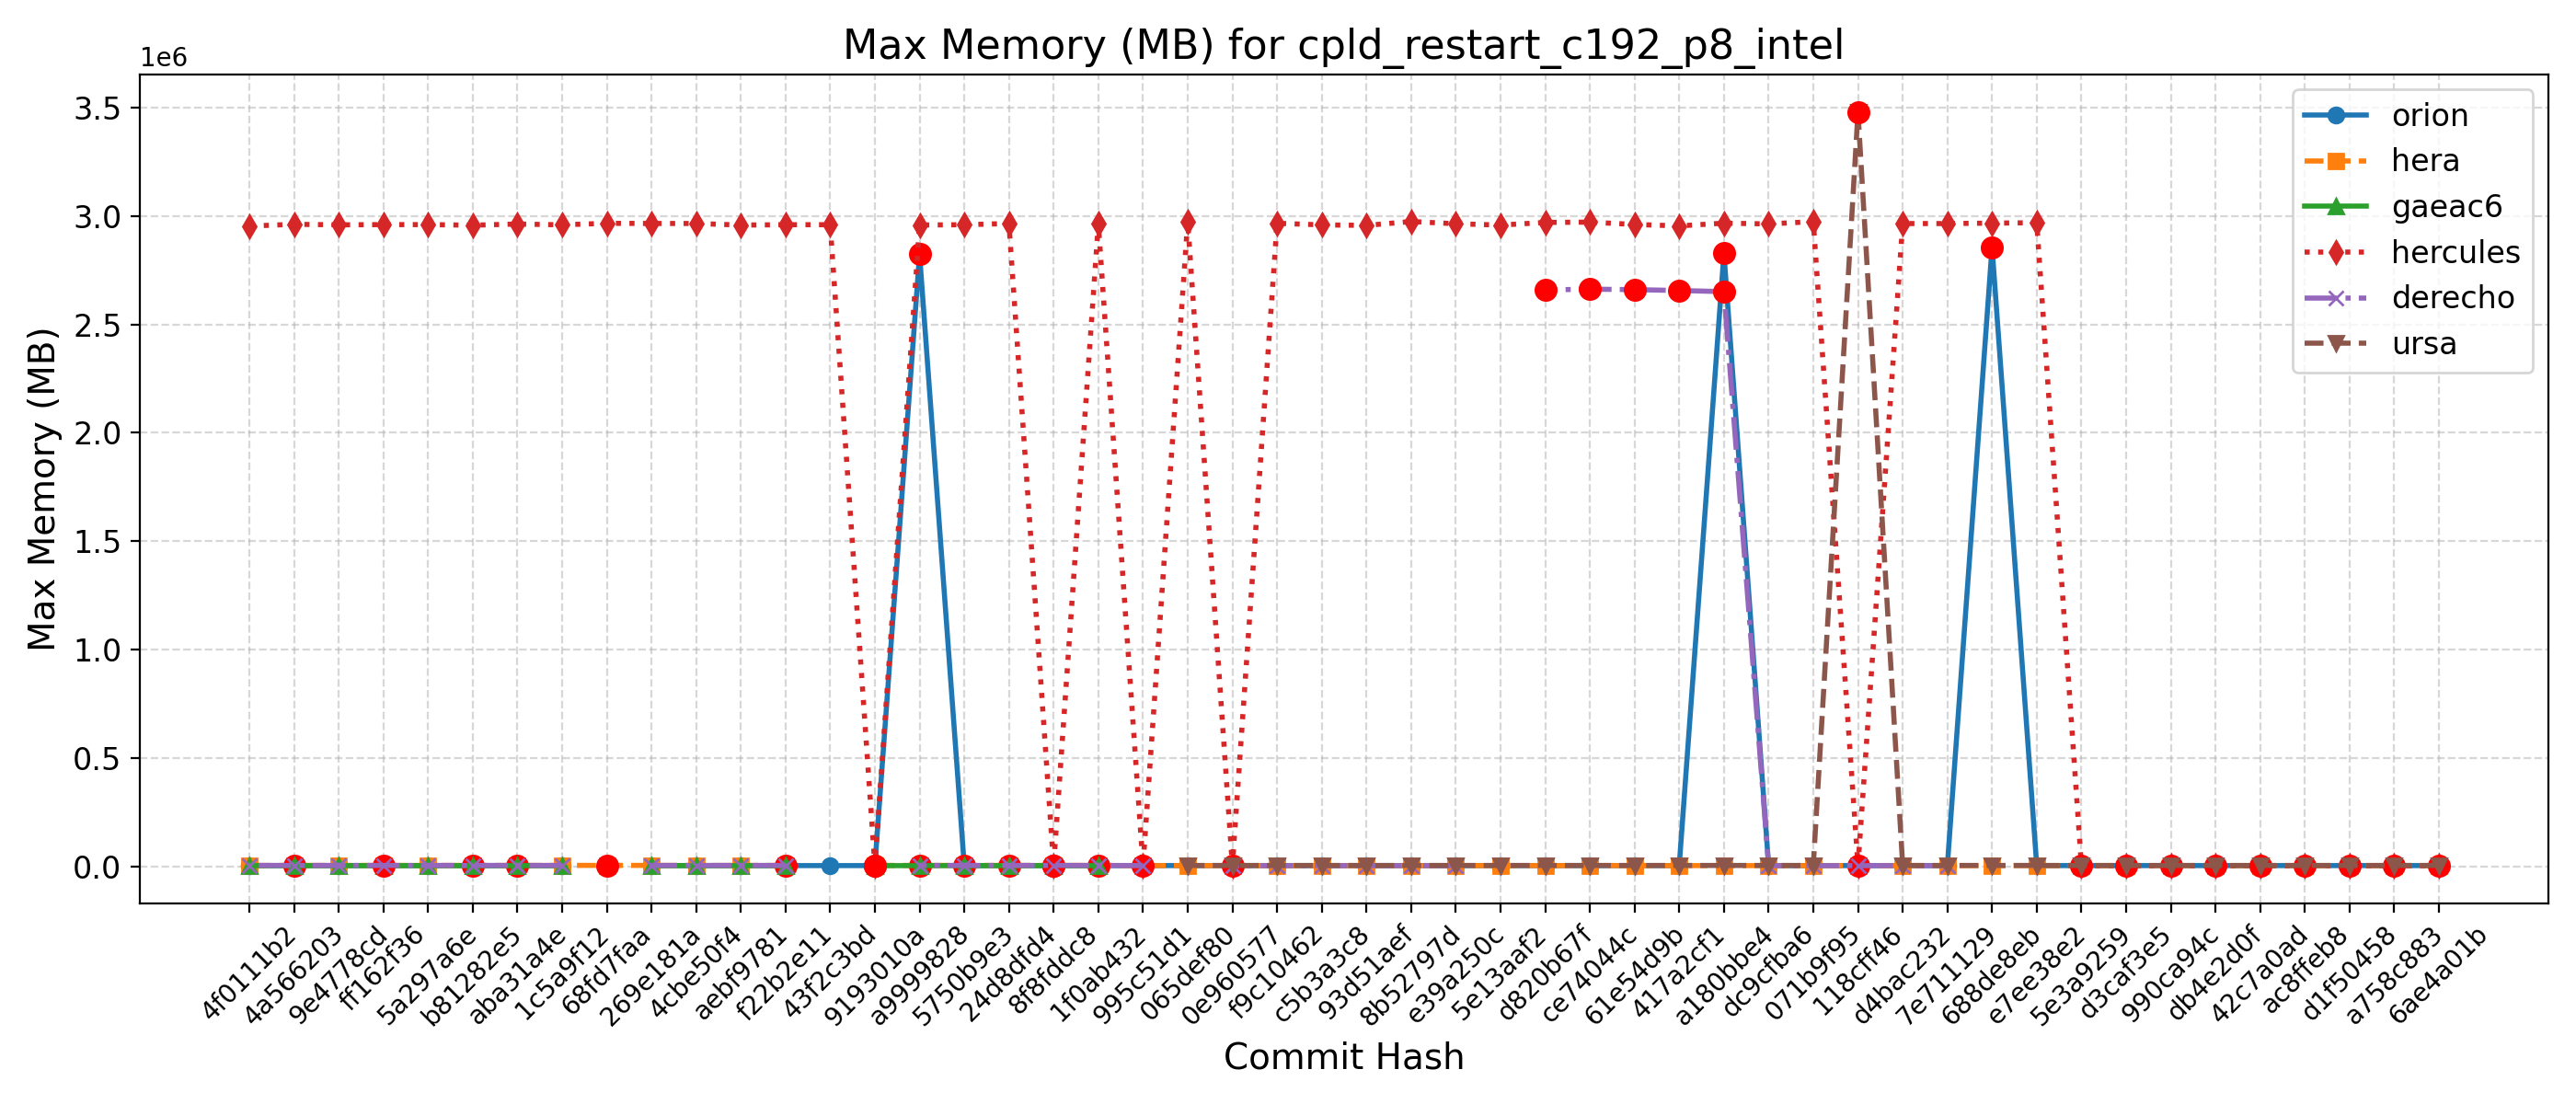 Max Memory (MB) for cpld_restart_c192_p8_intel
1e6
3.5
3.0
2.5
2.0
1.5
1.0
0.5
0.0
Max Memory (MB)
orion
hera
gaeac6
hercules
derecho
ursa
4f0111b2
4a566203
9e4778cd
ff162f36
5a297a6e
b81282e5
aba31a4e
1c5a9f12
68fd7faa
269e181a
4cbe50f4
aebf9781
f22b2e11
43f2c3bd
9193010a
a9999828
5750b9e3
24d8dfd4
8f8fddc8
1f0ab432
995c51d1
065def80
0e960577
f9c10462
c5b3a3c8
93d51aef
8b52797d
e39a250c
5e13aaf2
d820b67f
ce74044c
61e54d9b
417a2cf1
a180bbe4
dc9cfba6
071b9f95
118cff46
d4bac232
7e711129
688de8eb
e7ee38e2
5e3a9259
d3caf3e5
990ca94c
db4e2d0f
42c7a0ad
ac8ffeb8
d1f50458
a758c883
6ae4a01b
Commit Hash